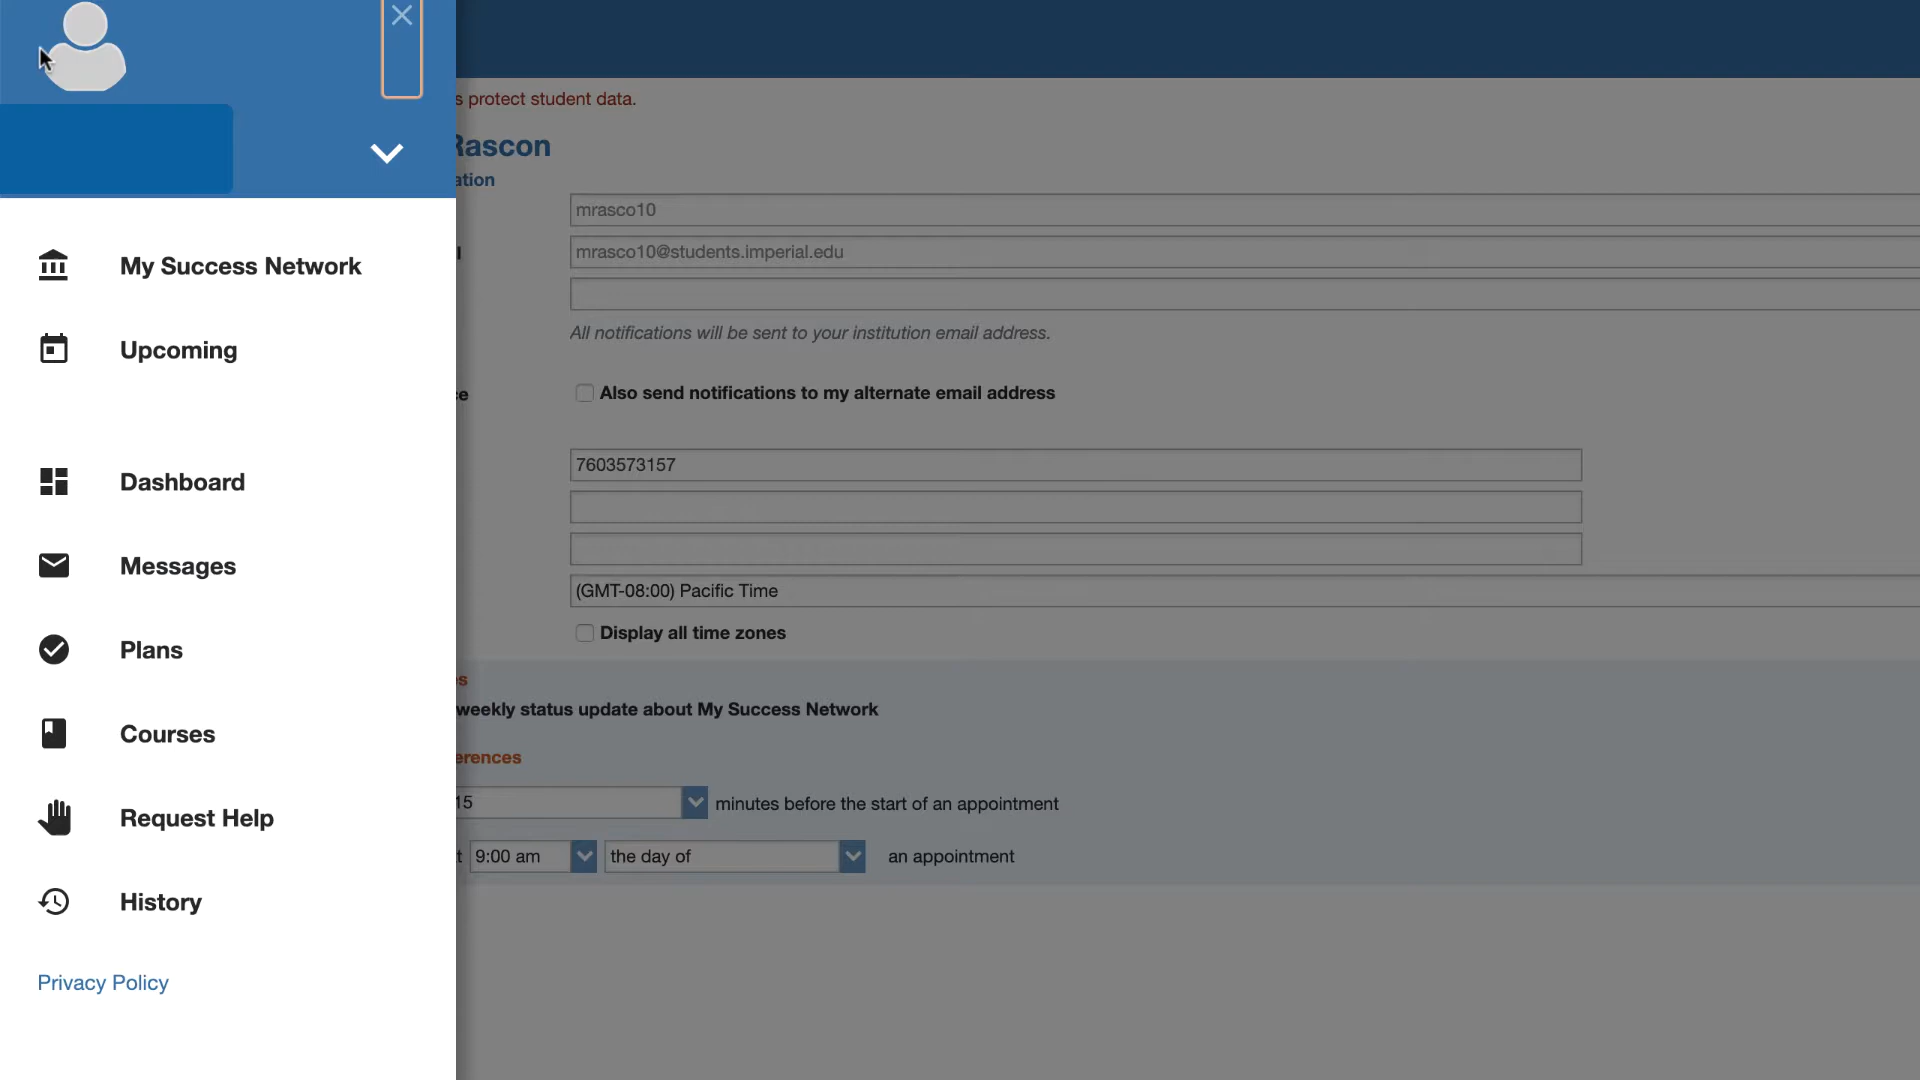 My Success Network
Upcoming
Dashboard
Messages
Plans
Courses
Request Help
History
Privacy Policy
s protect student data.
Rascon
ation
mrasco10
l
mrasco10@students.imperial.edu
All notifications will be sent to your institution email address.
ce
Also send notifications to my alternate email address
7603573157
(GMT-08:00) Pacific Time
Display all time zones
es
weekly status update about My Success Network
erences
15 minutes before the start of an appointment
t 9:00 am the day of an appointment